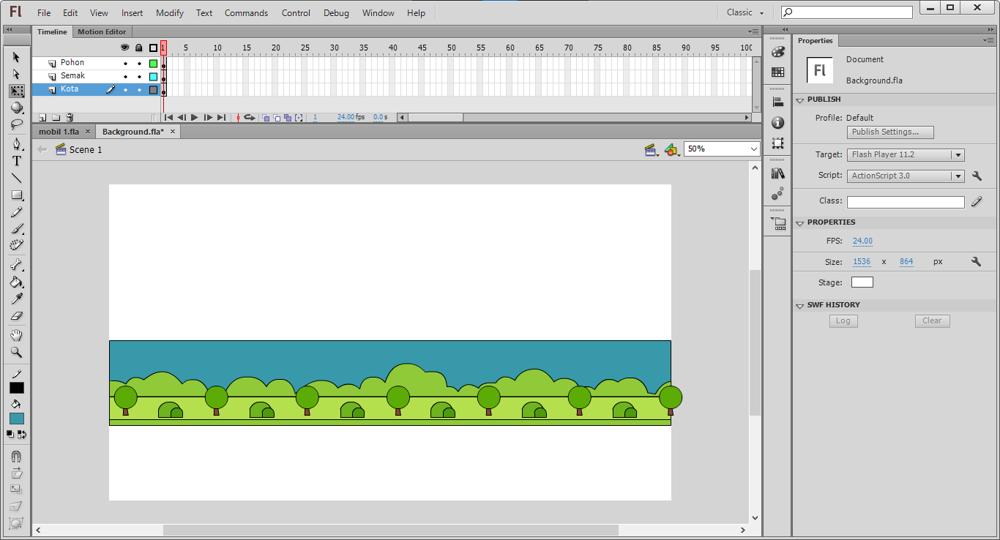 Fl File Edit View Insert Modify Text Commands Control Debug Window Help Classic
Timeline Motion Editor
1 5 10 15 20 25 30 35 40 45 50 55 60 65 70 75 80 85 90 95 100
Pohon
Semak
Kota
1 24.00 fps 0.0 s
mobil 1.fla × Background.fla* ×
Scene 1
50%
Properties
Fl
Document
Background.fla
PUBLISH
Profile: Default
Publish Settings...
Target: Flash Player 11.2
Script: ActionScript 3.0
Class:
PROPERTIES
FPS: 24.00
Size: 1536 x 864 px
Stage:
SWF HISTORY
Log Clear